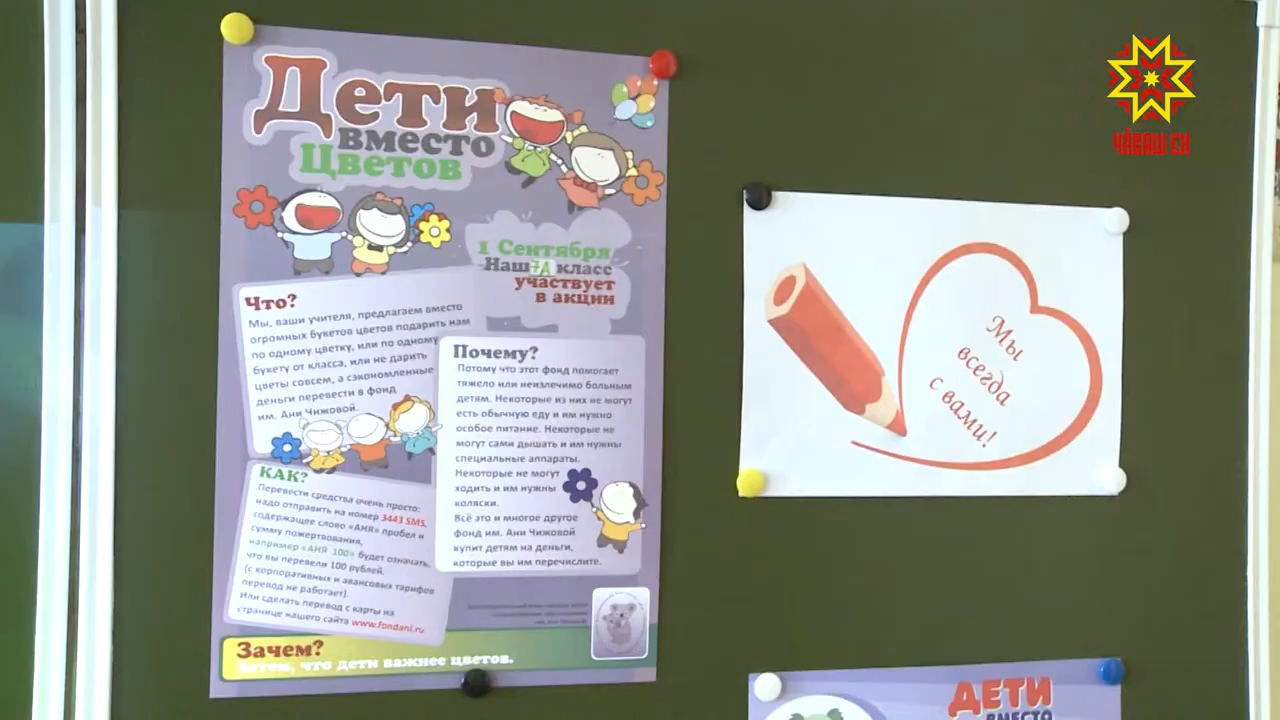 Дети
вместо
Цветов
1 Сентября
Наш 7А класс
участвует
в акции
Что?
Мы, ваши учителя, предлагаем вместо
огромных букетов цветов подарить нам
по одному цветку, или по одному
букету от класса, или не дарить
цветы совсем, а сэкономленные
деньги перевести в фонд
им. Ани Чижовой.
Почему?
Потому что этот фонд помогает
тяжело или неизлечимо больным
детям. Некоторые из них не могут
есть обычную еду и им нужно
особое питание. Некоторые не
могут сами дышать и им нужны
специальные аппараты.
Некоторые не могут
ходить и им нужны
коляски.
Всё это и многое другое
фонд им. Ани Чижовой
купит детям на деньги,
которые вы им перечислите.
КАК?
Перевести средства очень просто:
надо отправить на номер 3443 SMS,
содержащее слово «АНЯ» пробел и
сумму пожертвования,
например «АНЯ 100» будет означать,
что вы перевели 100 рублей.
(с корпоративных и авансовых тарифов
перевод не работает).
Или сделать перевод с карты на
странице нашего сайта www.fondani.ru
Зачем?
Затем, что дети важнее цветов.
Мы
всегда
с вами!
ДЕТИ
ВМЕСТО
ЧӐВАШ ЕН